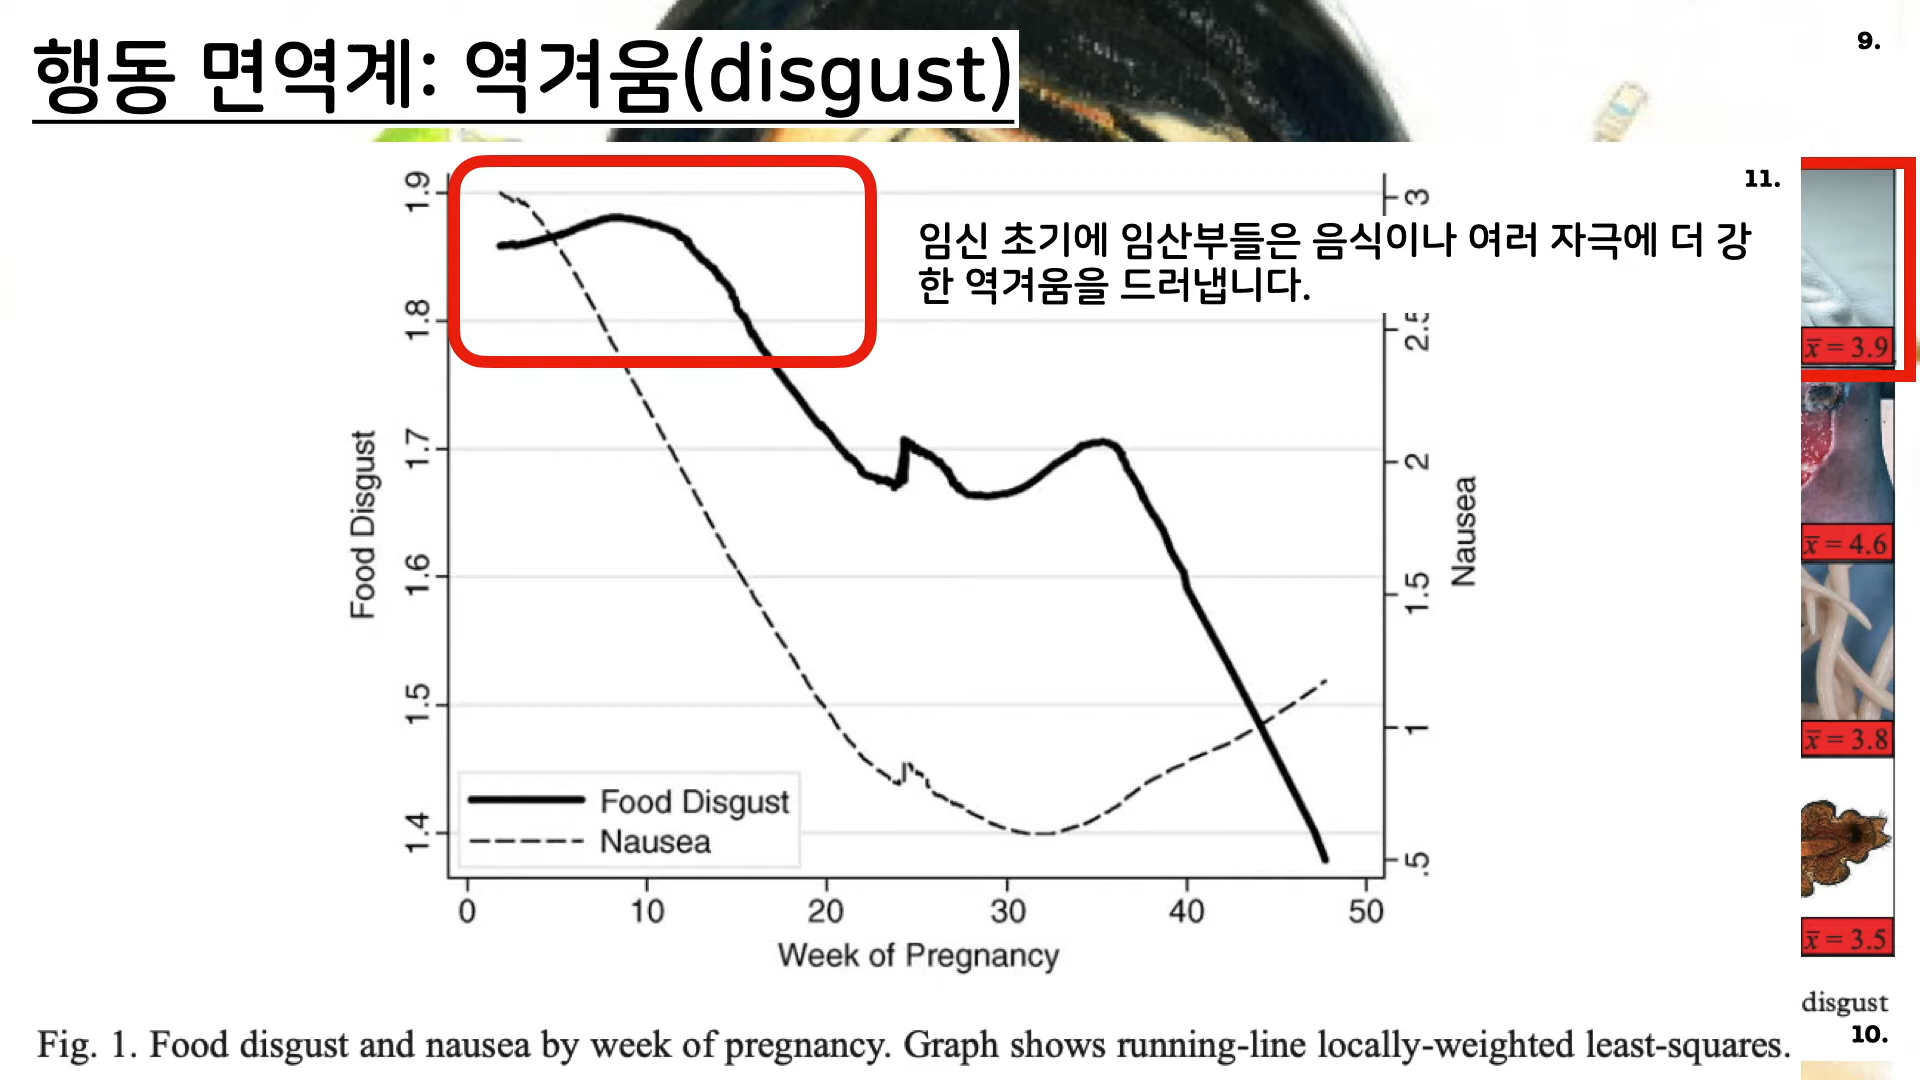 행동 면역계: 역겨움(disgust)
9.
11.
임신 초기에 임산부들은 음식이나 여러 자극에 더 강
한 역겨움을 드러냅니다.
1.9
1.8
1.7
1.6
1.5
1.4
Food Disgust
3
2.5
2
1.5
1
.5
Nausea
Food Disgust
Nausea
0 10 20 30 40 50
Week of Pregnancy
x̄ = 3.9
x̄ = 4.6
x̄ = 3.8
x̄ = 3.5
disgust
10.
Fig. 1. Food disgust and nausea by week of pregnancy. Graph shows running-line locally-weighted least-squares.